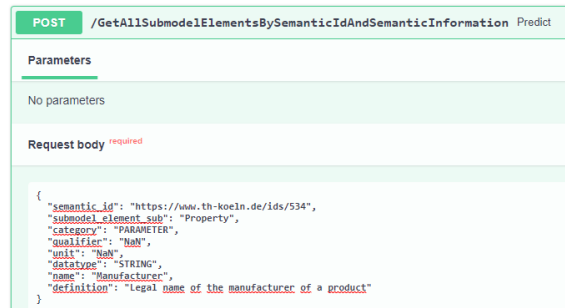 POST /GetAllSubmodelElementsBySemanticIdAndSemanticInformation Predict
Parameters
No parameters
Request body required
{
"semantic_id": "https://www.th-koeln.de/ids/534",
"submodel_element_sub": "Property",
"category": "PARAMETER",
"qualifier": "NaN",
"unit": "NaN",
"datatype": "STRING",
"name": "Manufacturer",
"definition": "Legal name of the manufacturer of a product"
}